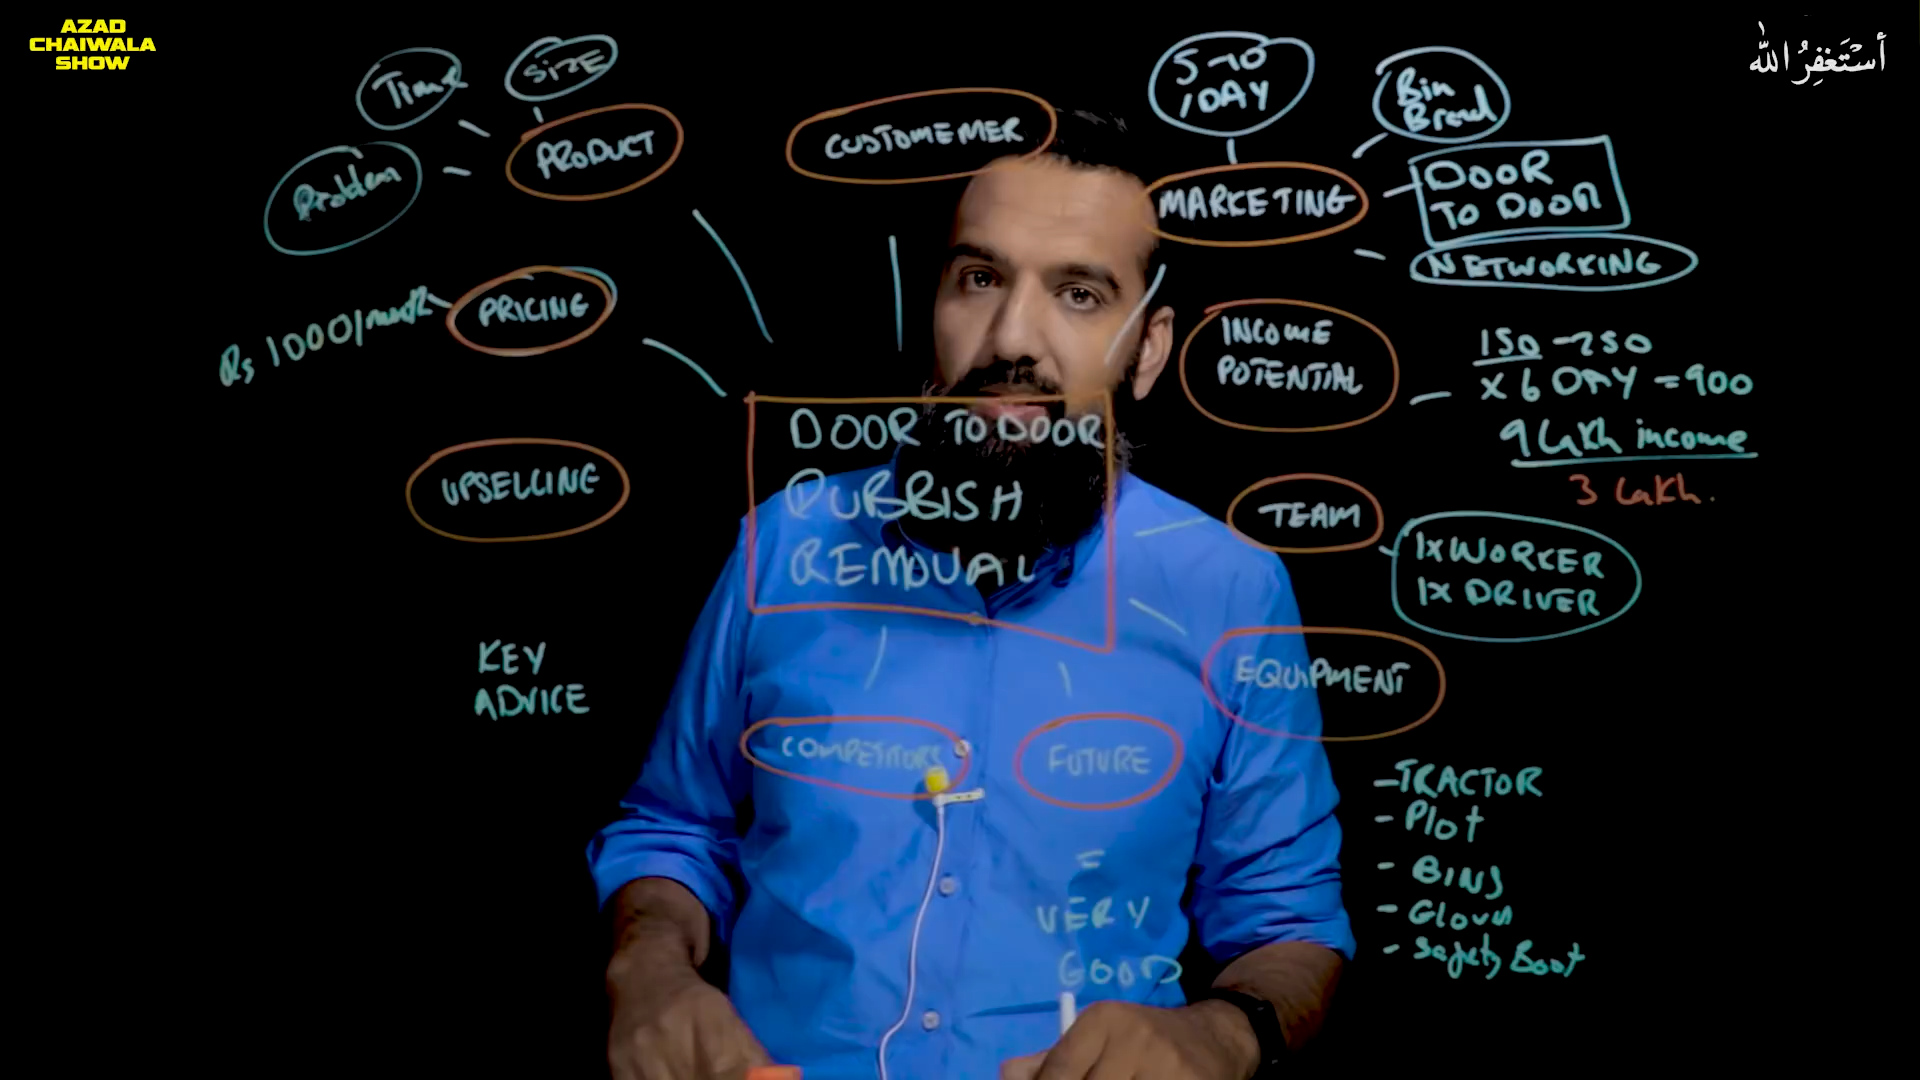 AZAD
CHAIWALA
SHOW
أستغفر الله
Time
SIZE
PRODUCT
Problem
CUSTOMEMER
5-10
/DAY
Bin
Brand
MARKETING
DOOR
TO DOOR
NETWORKING
PRICING
Rs 1000/month
INCOME
POTENTIAL
150-250
x 6 DAY = 900
9 Lakh income
3 Lakh.
UPSELLING
DOOR TO DOOR
RUBBISH
REMOVAL
TEAM
1x WORKER
1x DRIVER
KEY
ADVICE
EQUIPMENT
COMPETITORS
FUTURE
=
VERY
GOOD
-TRACTOR
- Plot
- BINS
- Gloves
- Safety Boot